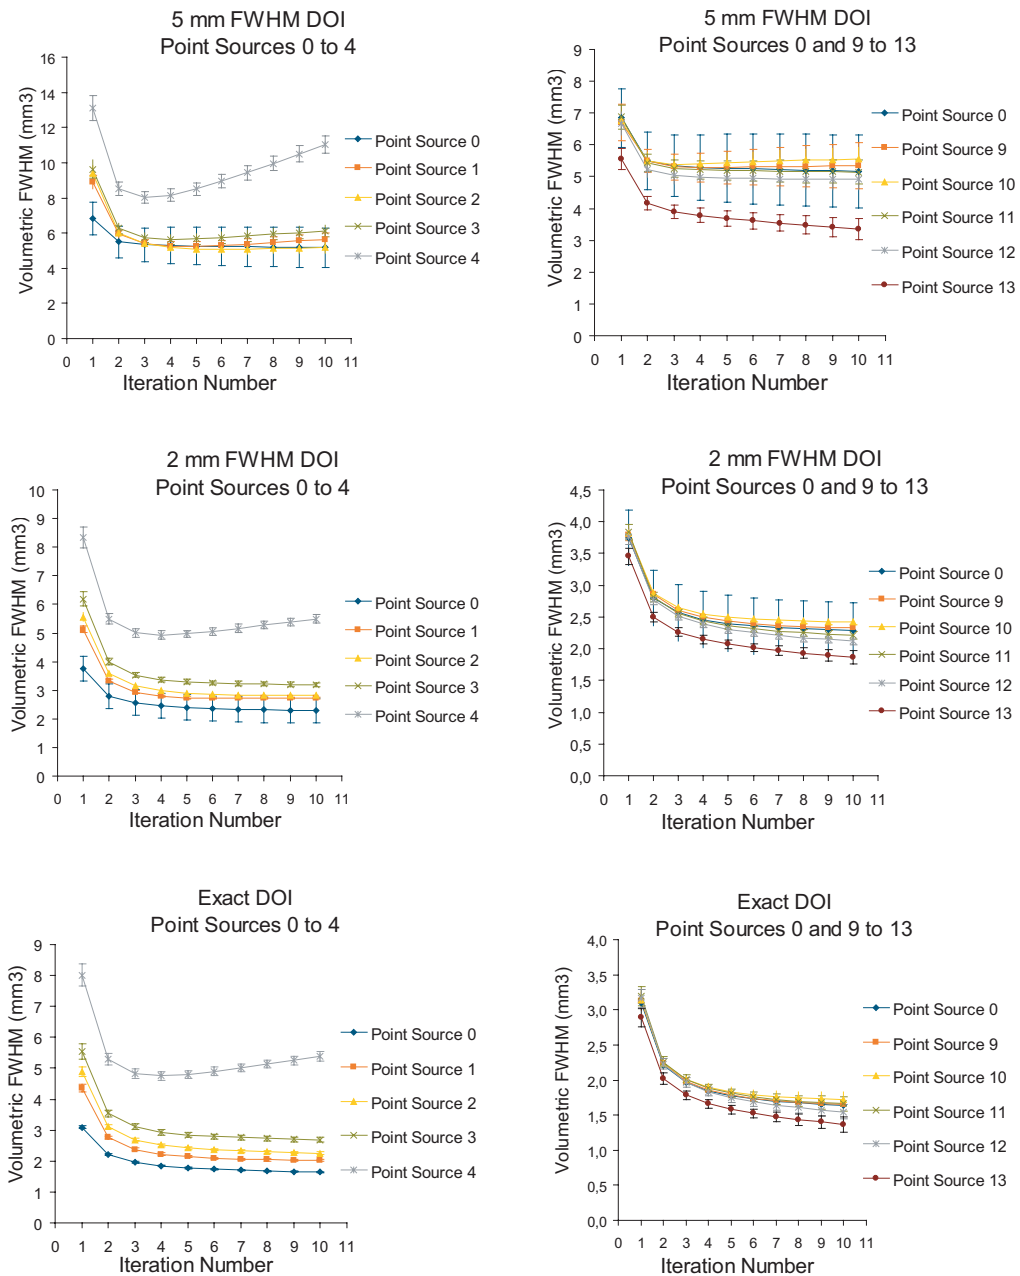 5 mm FWHM DOI
Point Sources 0 to 4
Volumetric FWHM (mm3)
16
14
12
10
8
6
4
2
0
0 1 2 3 4 5 6 7 8 9 10 11
Iteration Number
Point Source 0
Point Source 1
Point Source 2
Point Source 3
Point Source 4
5 mm FWHM DOI
Point Sources 0 and 9 to 13
Volumetric FWHM (mm3)
9
8
7
6
5
4
3
2
1
0
0 1 2 3 4 5 6 7 8 9 10 11
Iteration Number
Point Source 0
Point Source 9
Point Source 10
Point Source 11
Point Source 12
Point Source 13
2 mm FWHM DOI
Point Sources 0 to 4
Volumetric FWHM (mm3)
10
9
8
7
6
5
4
3
2
1
0
0 1 2 3 4 5 6 7 8 9 10 11
Iteration Number
Point Source 0
Point Source 1
Point Source 2
Point Source 3
Point Source 4
2 mm FWHM DOI
Point Sources 0 and 9 to 13
Volumetric FWHM (mm3)
4,5
4,0
3,5
3,0
2,5
2,0
1,5
1,0
0,5
0,0
0 1 2 3 4 5 6 7 8 9 10 11
Iteration Number
Point Source 0
Point Source 9
Point Source 10
Point Source 11
Point Source 12
Point Source 13
Exact DOI
Point Sources 0 to 4
Volumetric FWHM (mm3)
9
8
7
6
5
4
3
2
1
0
0 1 2 3 4 5 6 7 8 9 10 11
Iteration Number
Point Source 0
Point Source 1
Point Source 2
Point Source 3
Point Source 4
Exact DOI
Point Sources 0 and 9 to 13
Volumetric FWHM (mm3)
4,0
3,5
3,0
2,5
2,0
1,5
1,0
0,5
0,0
0 1 2 3 4 5 6 7 8 9 10 11
Iteration Number
Point Source 0
Point Source 9
Point Source 10
Point Source 11
Point Source 12
Point Source 13